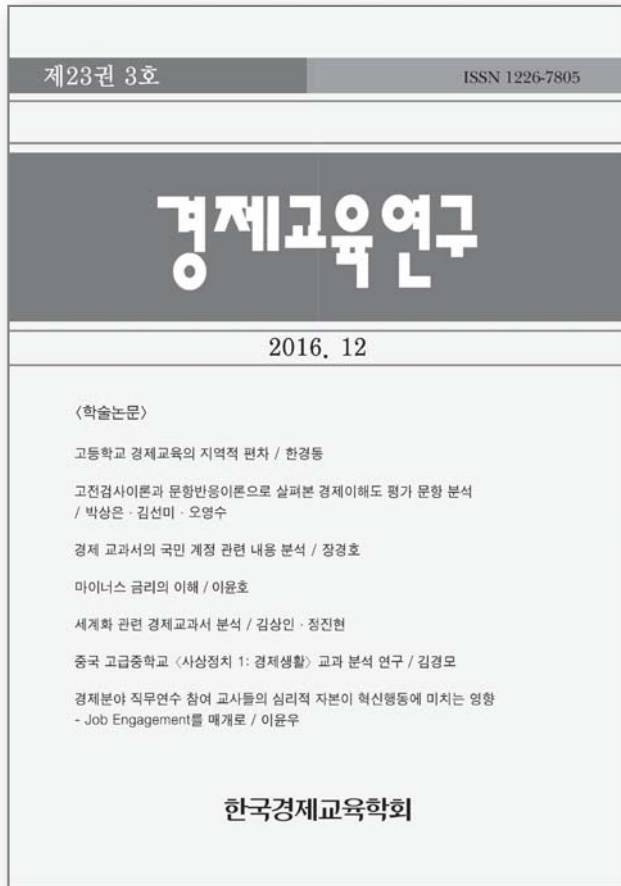 제23권 3호
ISSN 1226-7805
경제교육연구
2016. 12
〈학술논문〉
고등학교 경제교육의 지역적 편차 / 한경동
고전검사이론과 문항반응이론으로 살펴본 경제이해도 평가 문항 분석
/ 박상은 · 김선미 · 오영수
경제 교과서의 국민 계정 관련 내용 분석 / 장경호
마이너스 금리의 이해 / 이윤호
세계화 관련 경제교과서 분석 / 김상인 · 정진현
중국 고급중학교 〈사상정치 1: 경제생활〉 교과 분석 연구 / 김경모
경제분야 직무연수 참여 교사들의 심리적 자본이 혁신행동에 미치는 영향
- Job Engagement를 매개로 / 이윤우
한국경제교육학회